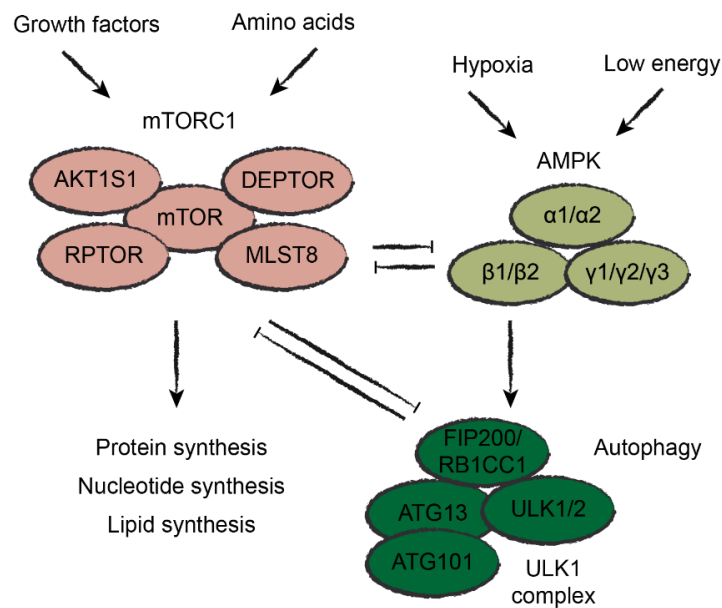 Growth factors
Amino acids
mTORC1
AKT1S1
DEPTOR
mTOR
RPTOR
MLST8
Hypoxia
Low energy
AMPK
α1/α2
β1/β2
γ1/γ2/γ3
Protein synthesis
Nucleotide synthesis
Lipid synthesis
FIP200/
RB1CC1
Autophagy
ATG13
ULK1/2
ATG101
ULK1
complex